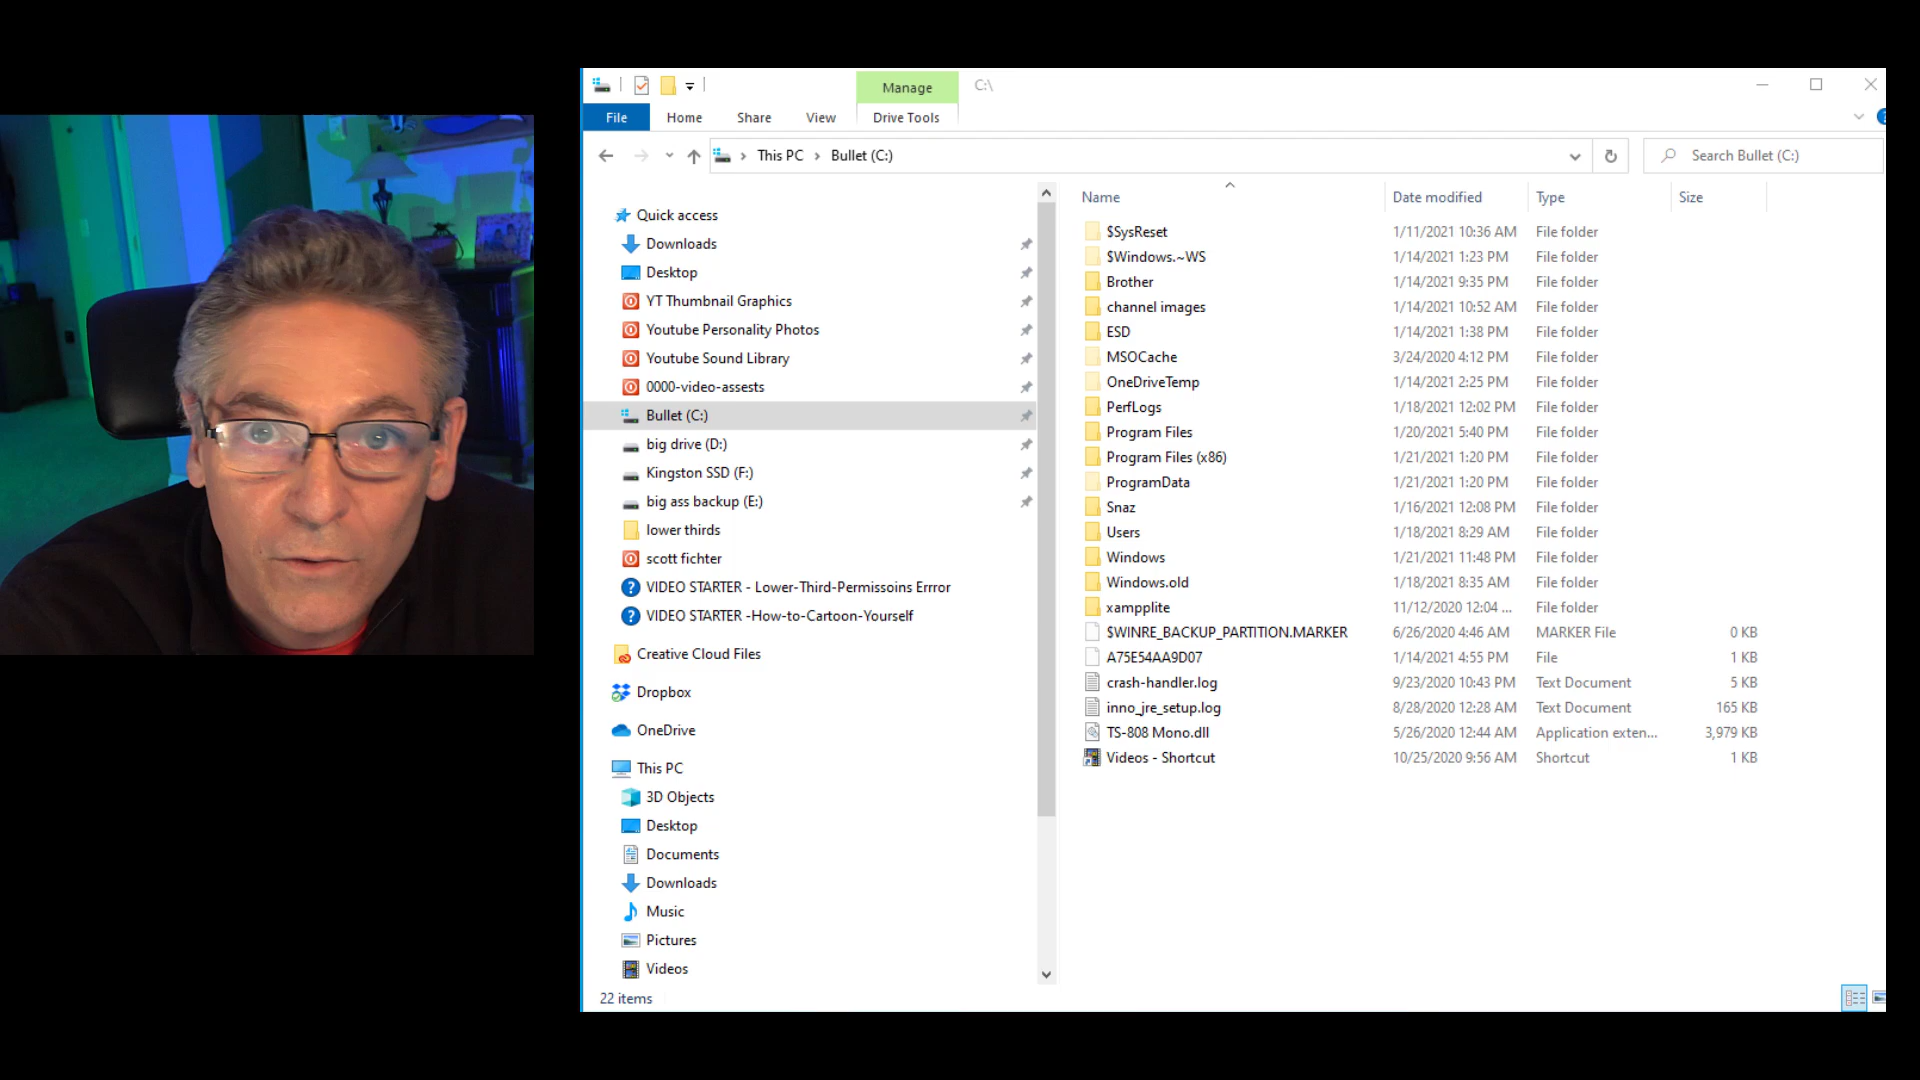 Manage
C:\
File
Home
Share
View
Drive Tools
This PC
Bullet (C:)
Search Bullet (C:)
Quick access
Downloads
Desktop
YT Thumbnail Graphics
Youtube Personality Photos
Youtube Sound Library
0000-video-assests
Bullet (C:)
big drive (D:)
Kingston SSD (F:)
big ass backup (E:)
lower thirds
scott fichter
VIDEO STARTER - Lower-Third-Permissoins Errror
VIDEO STARTER -How-to-Cartoon-Yourself
Creative Cloud Files
Dropbox
OneDrive
This PC
3D Objects
Desktop
Documents
Downloads
Music
Pictures
Videos
22 items
Name Date modified Type Size
$SysReset 1/11/2021 10:36 AM File folder
$Windows.~WS 1/14/2021 1:23 PM File folder
Brother 1/14/2021 9:35 PM File folder
channel images 1/14/2021 10:52 AM File folder
ESD 1/14/2021 1:38 PM File folder
MSOCache 3/24/2020 4:12 PM File folder
OneDriveTemp 1/14/2021 2:25 PM File folder
PerfLogs 1/18/2021 12:02 PM File folder
Program Files 1/20/2021 5:40 PM File folder
Program Files (x86) 1/21/2021 1:20 PM File folder
ProgramData 1/21/2021 1:20 PM File folder
Snaz 1/16/2021 12:08 PM File folder
Users 1/18/2021 8:29 AM File folder
Windows 1/21/2021 11:48 PM File folder
Windows.old 1/18/2021 8:35 AM File folder
xampplite 11/12/2020 12:04 ... File folder
$WINRE_BACKUP_PARTITION.MARKER 6/26/2020 4:46 AM MARKER File 0 KB
A75E54AA9D07 1/14/2021 4:55 PM File 1 KB
crash-handler.log 9/23/2020 10:43 PM Text Document 5 KB
inno_jre_setup.log 8/28/2020 12:28 AM Text Document 165 KB
TS-808 Mono.dll 5/26/2020 12:44 AM Application exten... 3,979 KB
Videos - Shortcut 10/25/2020 9:56 AM Shortcut 1 KB